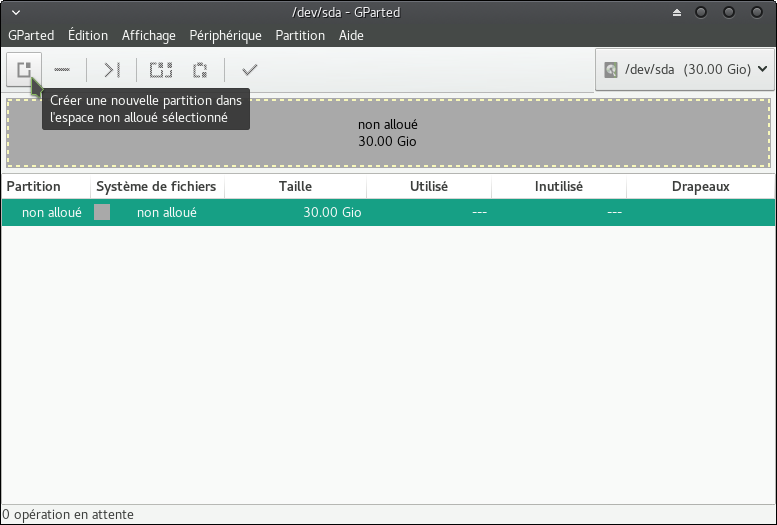 /dev/sda - GParted
GParted Édition Affichage Périphérique Partition Aide
/dev/sda (30.00 Gio)
Créer une nouvelle partition dans
l'espace non alloué sélectionné
non alloué
30.00 Gio
Partition Système de fichiers Taille Utilisé Inutilisé Drapeaux
non alloué non alloué 30.00 Gio --- ---
0 opération en attente